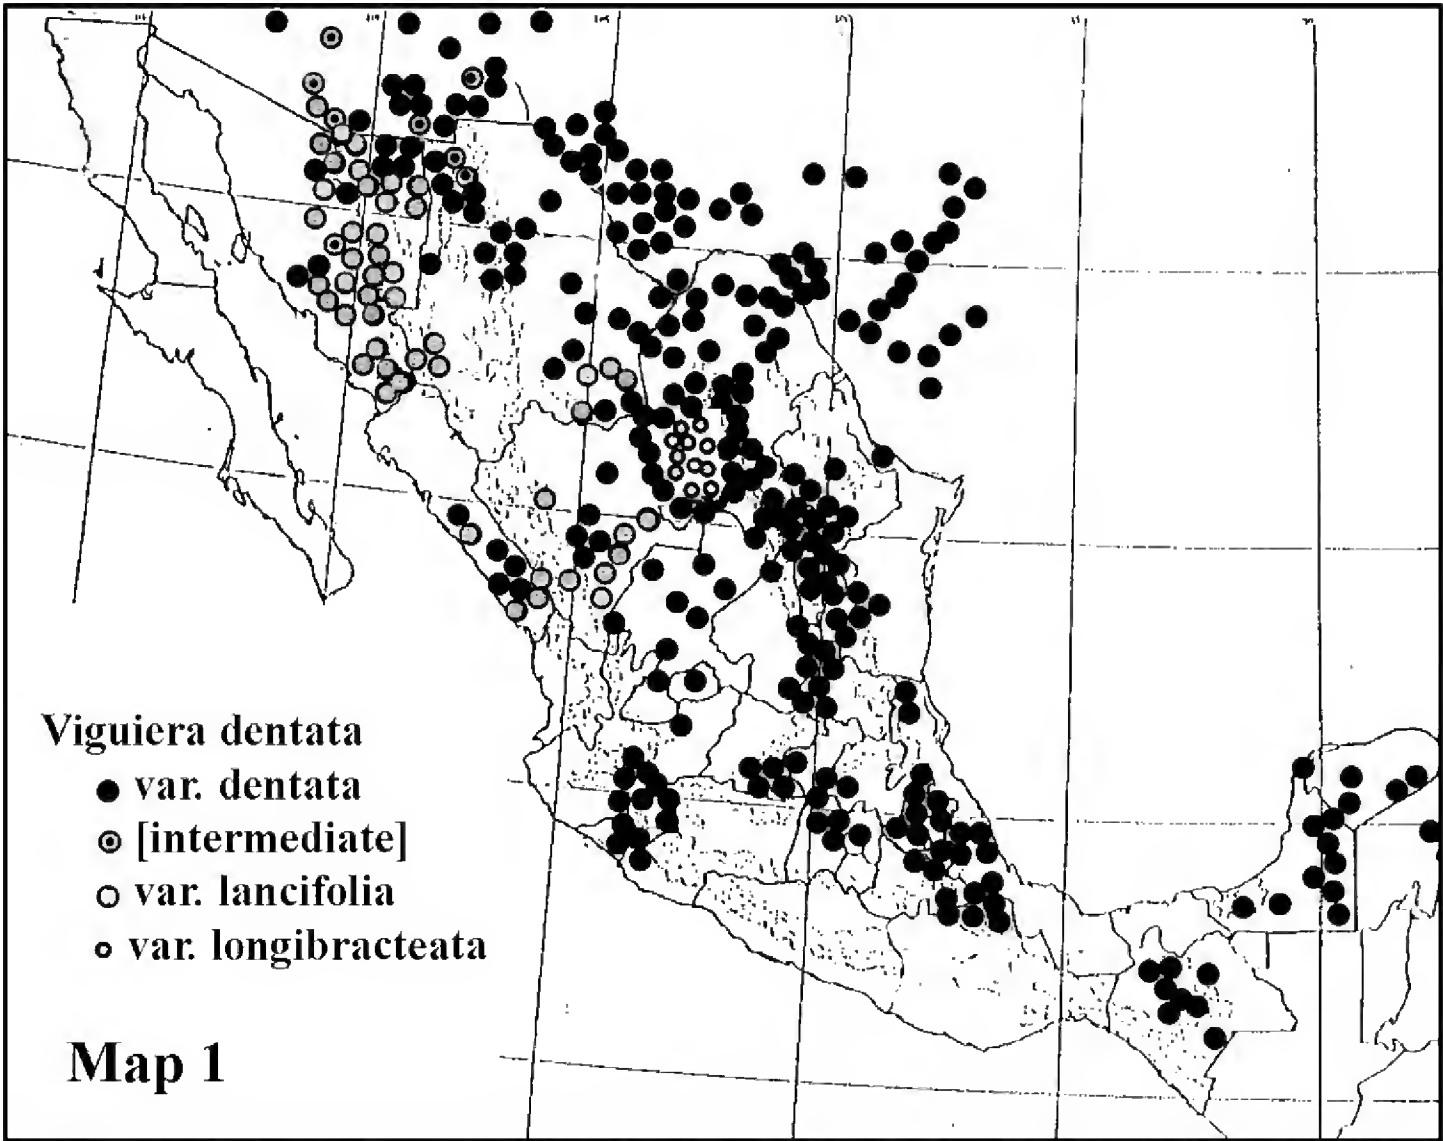 Viguiera dentata
var. dentata
[intermediate]
var. lancifolia
var. longibracteata
Map 1